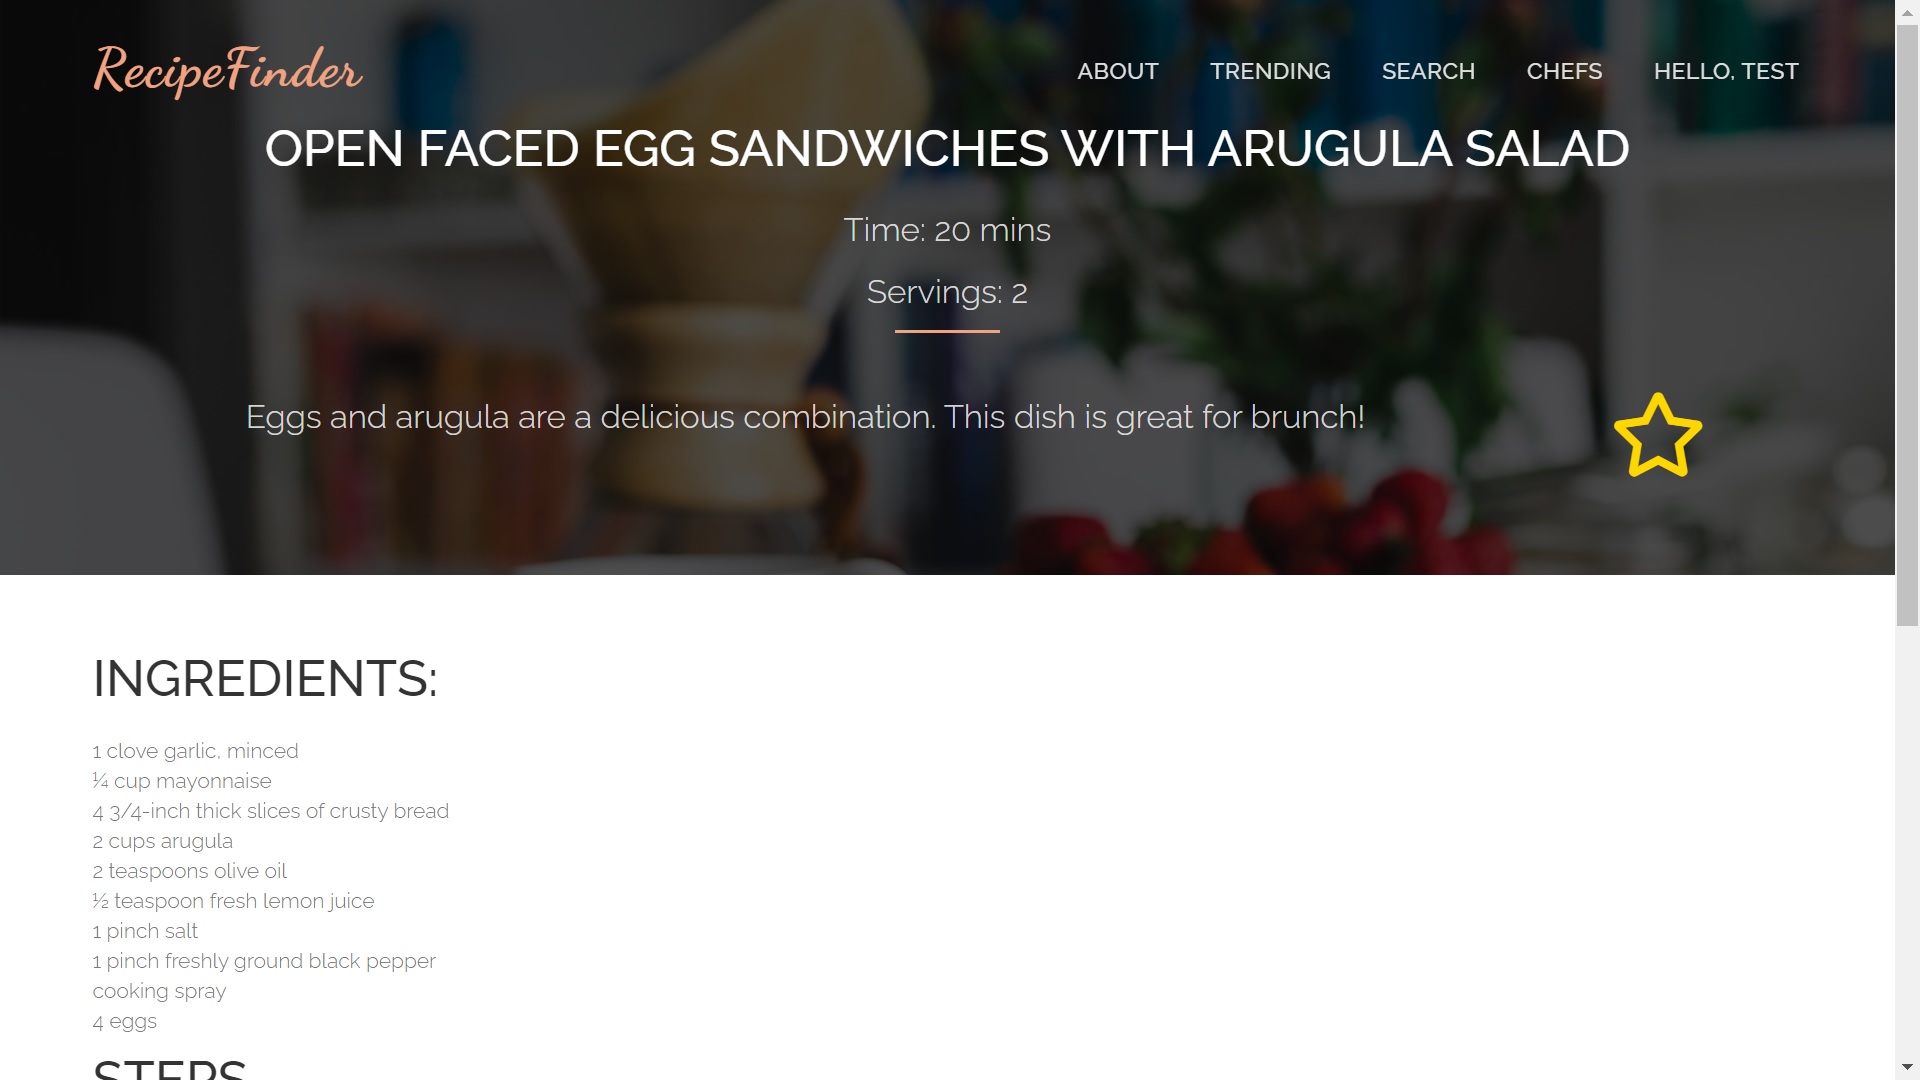 RecipeFinder
ABOUT TRENDING SEARCH CHEFS HELLO, TEST
OPEN FACED EGG SANDWICHES WITH ARUGULA SALAD
Time: 20 mins
Servings: 2
Eggs and arugula are a delicious combination. This dish is great for brunch!
INGREDIENTS:
1 clove garlic, minced
¼ cup mayonnaise
4 3/4-inch thick slices of crusty bread
2 cups arugula
2 teaspoons olive oil
½ teaspoon fresh lemon juice
1 pinch salt
1 pinch freshly ground black pepper
cooking spray
4 eggs
STEPS